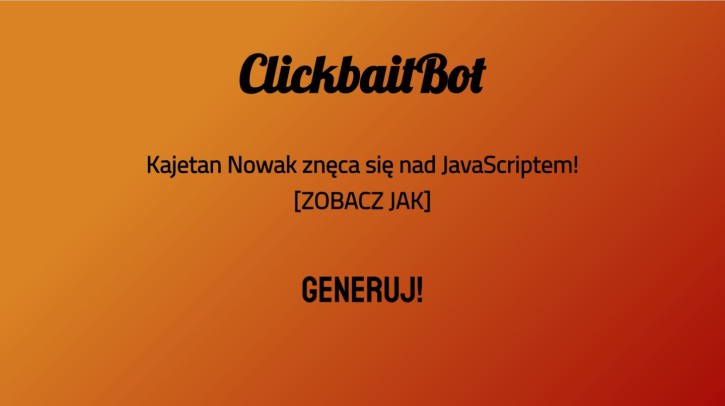 ClickbaitBot
Kajetan Nowak znęca się nad JavaScriptem!
[ZOBACZ JAK]
GENERUJ!